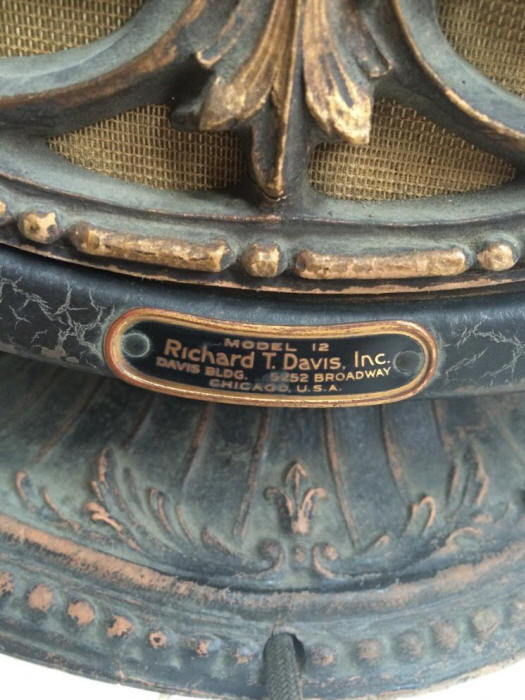 MODEL 12
Richard T. Davis, Inc.
DAVIS BLDG. 5252 BROADWAY
CHICAGO, U.S.A.